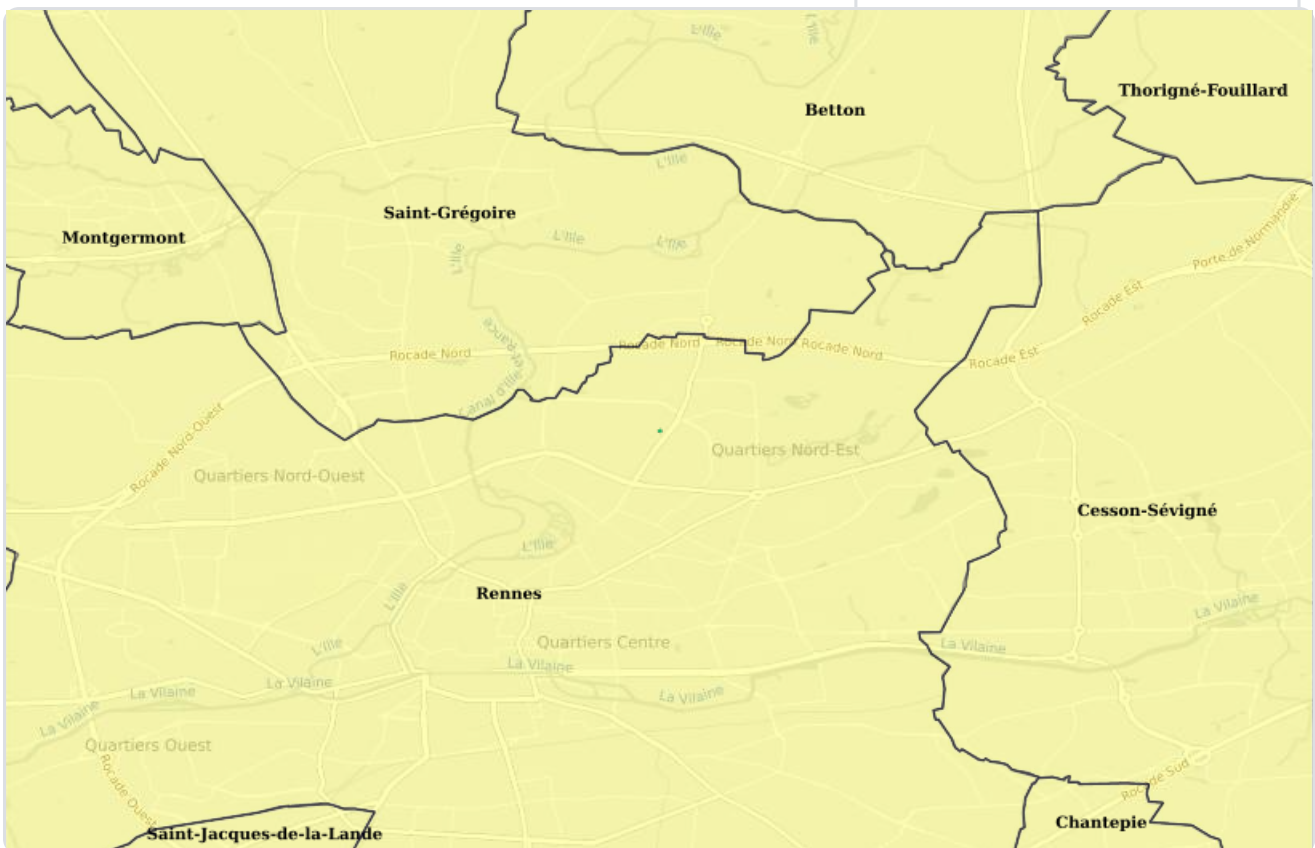 L'Ille
L'Ille
Thorigné-Fouillard
Betton
L'Ille
Porte de Normandie
Saint-Grégoire
Montgermont
L'Ille
L'Ille
L'Ille
Rocade Est
Canal d'Ille et Rance
Rocade Nord
Rocade Nord
Rocade Nord
Rocade Nord
Rocade Est
Rocade Nord-Ouest
Quartiers Nord-Est
Quartiers Nord-Ouest
Cesson-Sévigné
L'Ille
L'Ille
Rennes
La Vilaine
L'Ille
Quartiers Centre
La Vilaine
La Vilaine
La Vilaine
La Vilaine
La Vilaine
La Vilaine
Quartiers Ouest
Rocade Ouest
Rocade Sud
Chantepie
Saint-Jacques-de-la-Lande